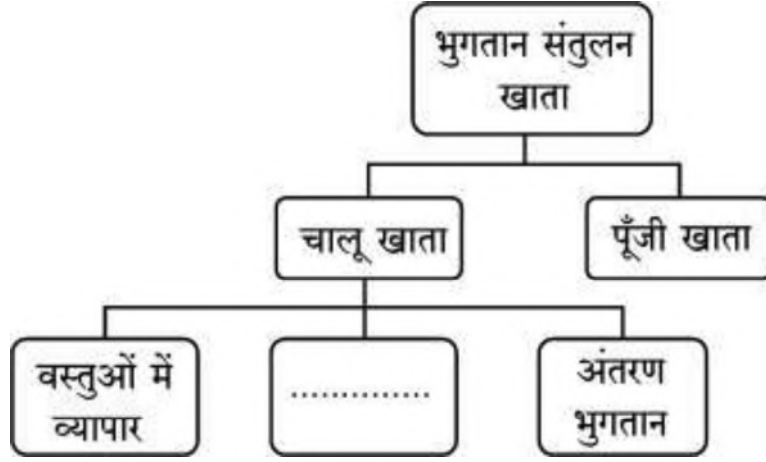 भुगतान संतुलन
खाता
चालू खाता
पूँजी खाता
वस्तुओं में
व्यापार
...............
अंतरण
भुगतान